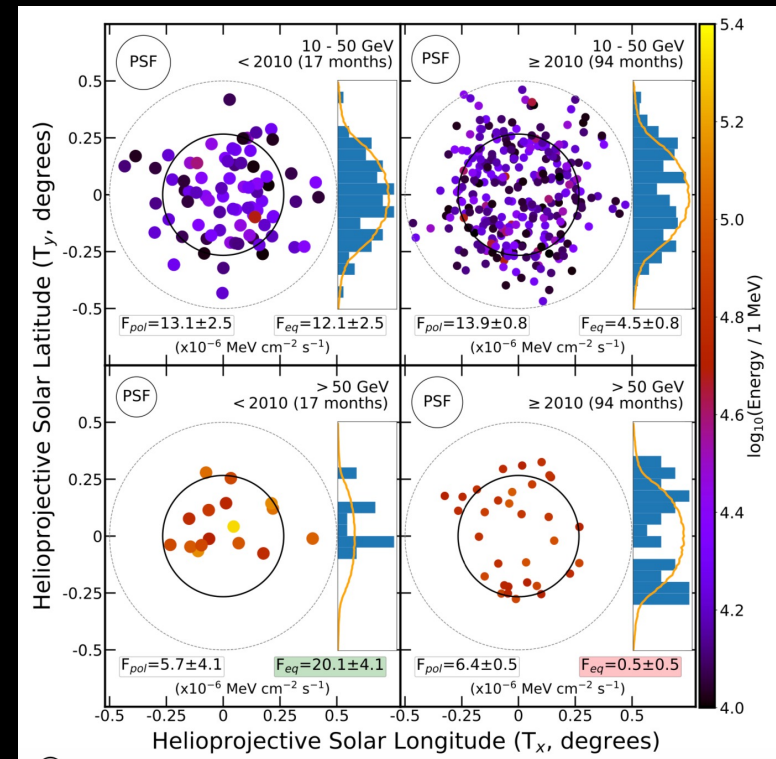 PSF
10 - 50 GeV
< 2010 (17 months)
PSF
10 - 50 GeV
≥ 2010 (94 months)
0.5
0.25
0
-0.25
-0.5
F_pol=13.1±2.5
F_eq=12.1±2.5
(x10⁻⁶ MeV cm⁻² s⁻¹)
F_pol=13.9±0.8
F_eq=4.5±0.8
(x10⁻⁶ MeV cm⁻² s⁻¹)
PSF
> 50 GeV
< 2010 (17 months)
PSF
> 50 GeV
≥ 2010 (94 months)
0.5
0.25
0
-0.25
-0.5
F_pol=5.7±4.1
F_eq=20.1±4.1
(x10⁻⁶ MeV cm⁻² s⁻¹)
F_pol=6.4±0.5
F_eq=0.5±0.5
(x10⁻⁶ MeV cm⁻² s⁻¹)
-0.5 -0.25 0 0.25 0.5 -0.25 0 0.25 0.5
Helioprojective Solar Longitude (Tₓ, degrees)
Helioprojective Solar Latitude (T_y, degrees)
5.4
5.2
5.0
4.8
4.6
4.4
4.2
4.0
log₁₀(Energy / 1 MeV)